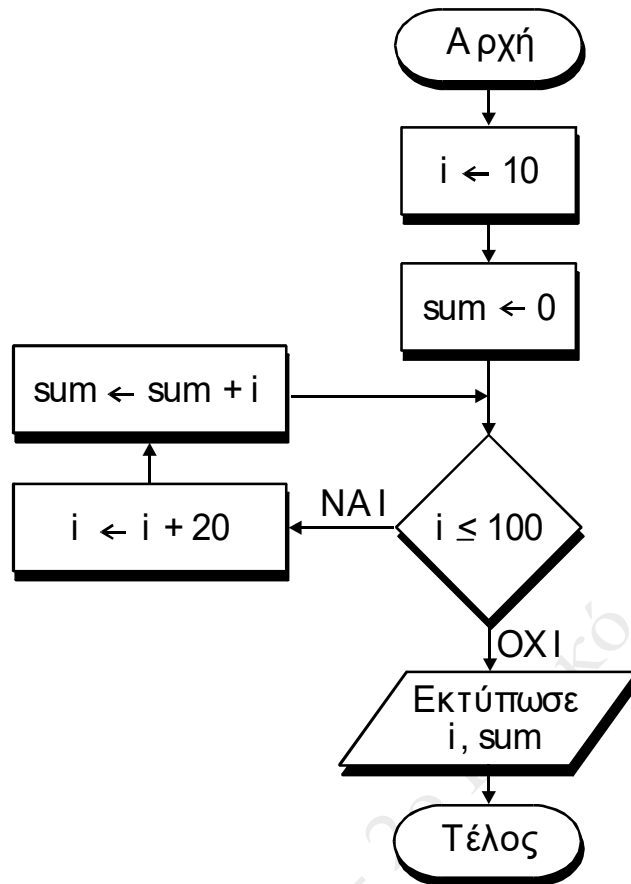 Αρχή
i ← 10
sum ← 0
sum ← sum + i
i ← i + 20
ΝΑΙ
i ≤ 100
ΟΧΙ
Εκτύπωσε
i, sum
Τέλος